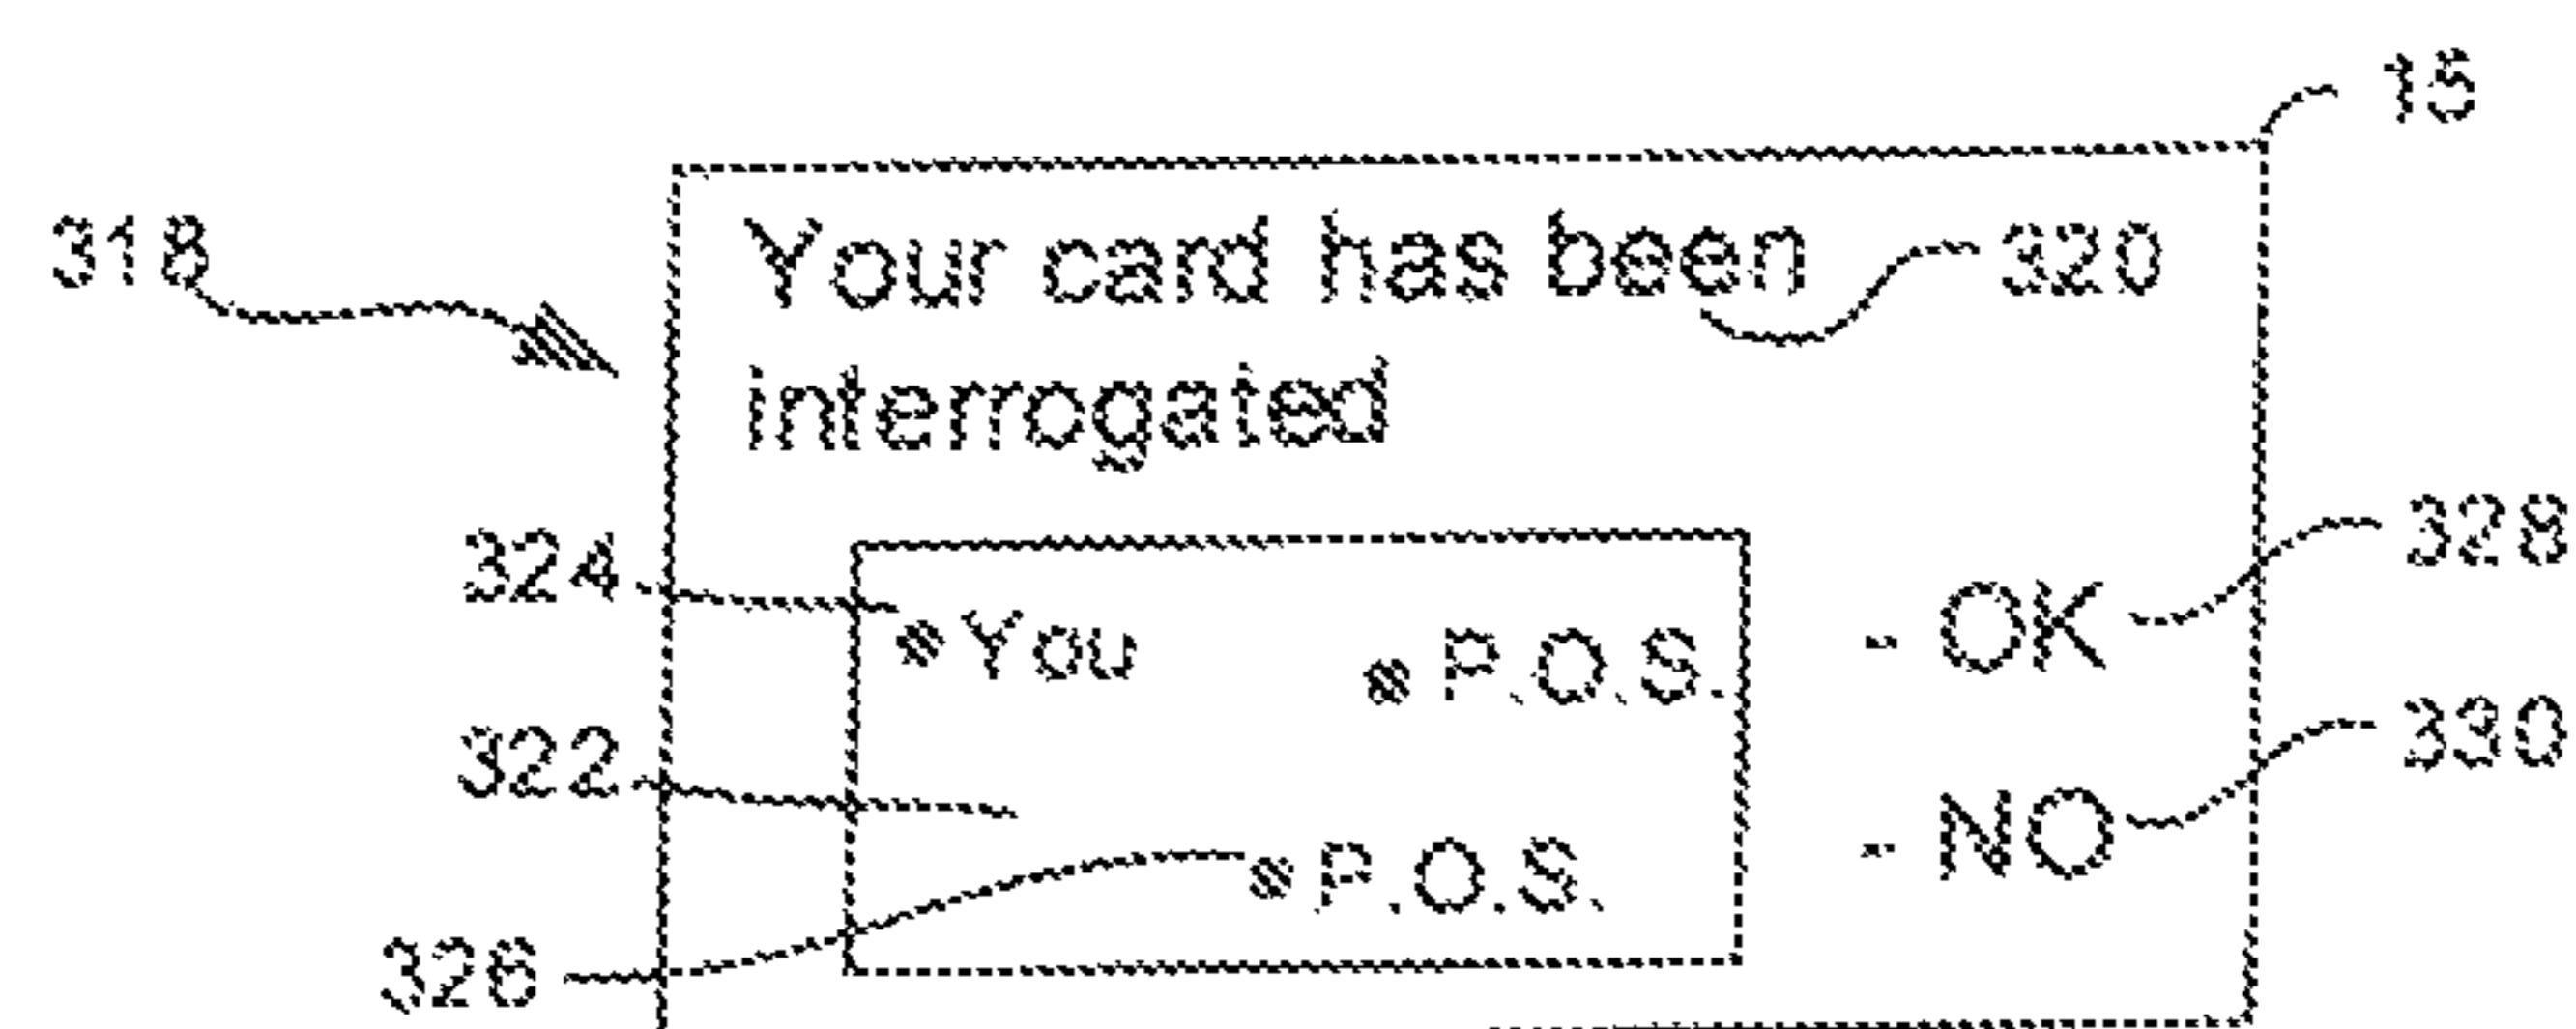 15
318
Your card has been
320
interrogated
324
328
You
P.O.S.
- OK
322
330
P.O.S.
- NO
326